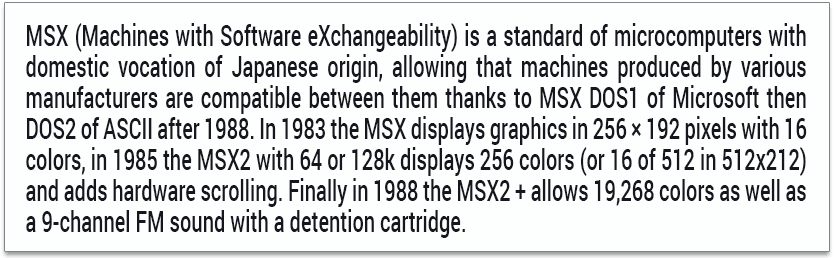 MSX (Machines with Software eXchangeability) is a standard of microcomputers with
domestic vocation of Japanese origin, allowing that machines produced by various
manufacturers are compatible between them thanks to MSX DOS1 of Microsoft then
DOS2 of ASCII after 1988. In 1983 the MSX displays graphics in 256 × 192 pixels with 16
colors, in 1985 the MSX2 with 64 or 128k displays 256 colors (or 16 of 512 in 512x212)
and adds hardware scrolling. Finally in 1988 the MSX2 + allows 19,268 colors as well as
a 9-channel FM sound with a detention cartridge.